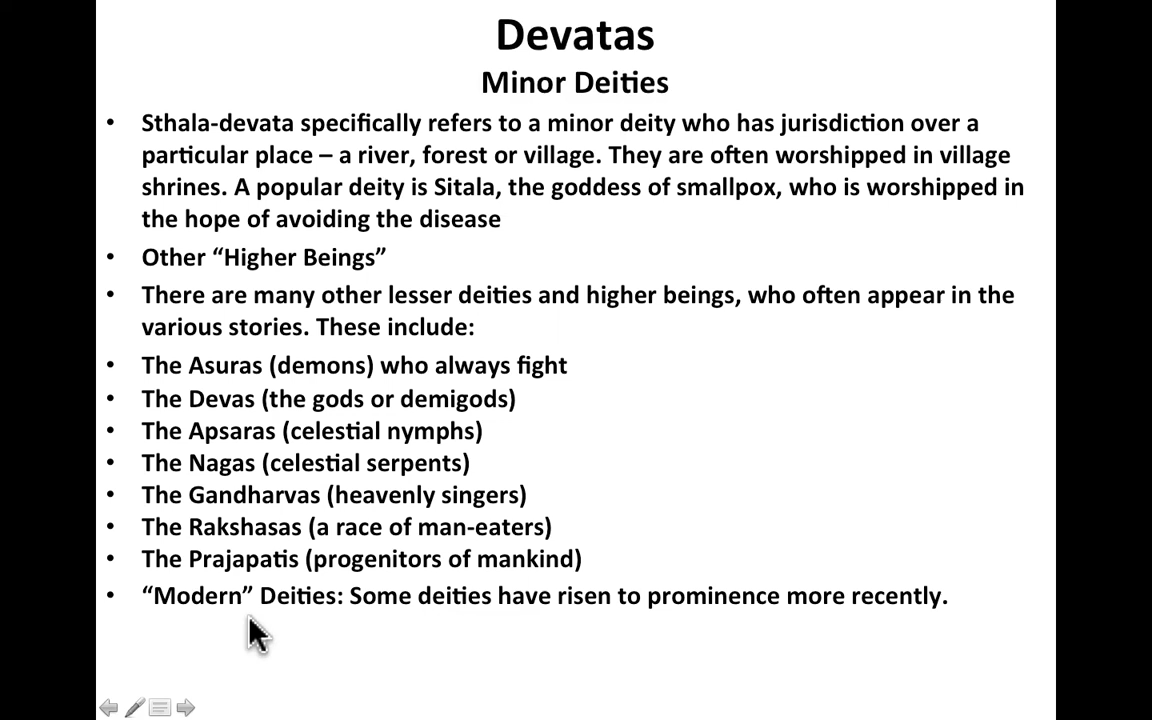 Devatas
Minor Deities
• Sthala-devata specifically refers to a minor deity who has jurisdiction over a
particular place – a river, forest or village. They are often worshipped in village
shrines. A popular deity is Sitala, the goddess of smallpox, who is worshipped in
the hope of avoiding the disease
• Other “Higher Beings”
• There are many other lesser deities and higher beings, who often appear in the
various stories. These include:
• The Asuras (demons) who always fight
• The Devas (the gods or demigods)
• The Apsaras (celestial nymphs)
• The Nagas (celestial serpents)
• The Gandharvas (heavenly singers)
• The Rakshasas (a race of man-eaters)
• The Prajapatis (progenitors of mankind)
• “Modern” Deities: Some deities have risen to prominence more recently.